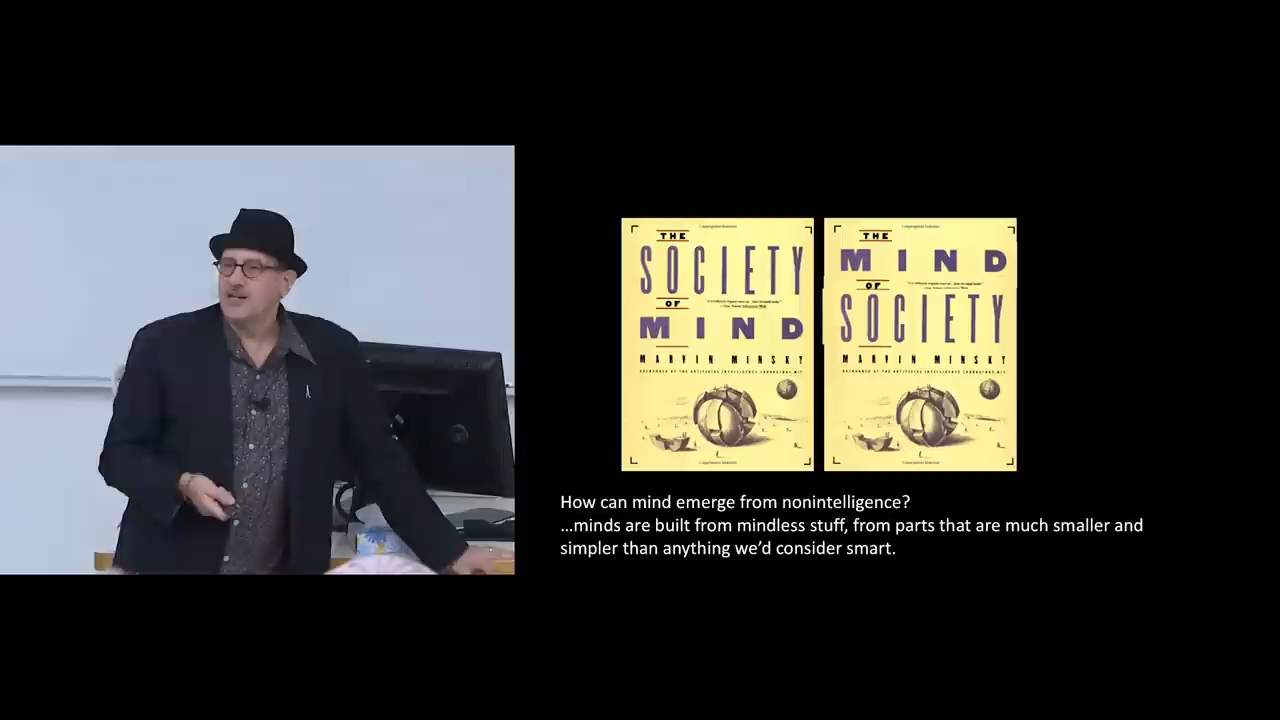 THE
SOCIETY
OF
MIND
MARVIN MINSKY
THE
MIND
OF
SOCIETY
MARVIN MINSKY
How can mind emerge from nonintelligence?
…minds are built from mindless stuff, from parts that are much smaller and
simpler than anything we’d consider smart.